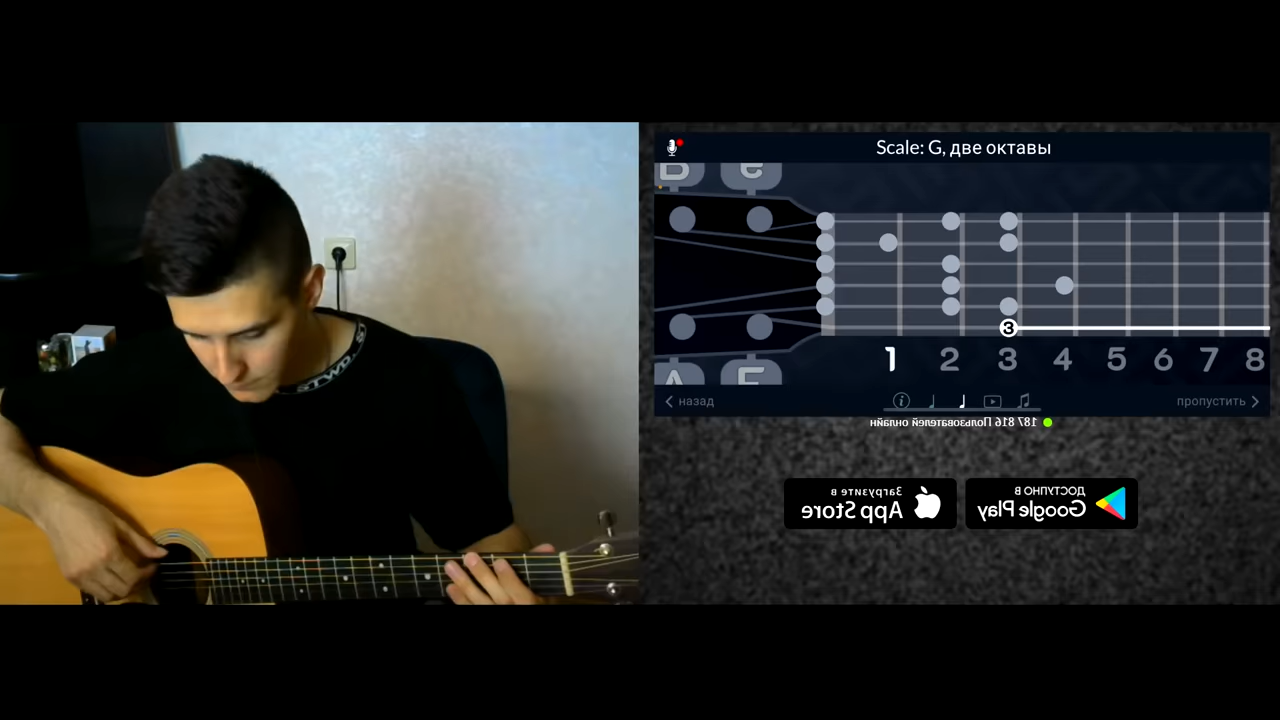 Scale: G, две октавы
B e
3
1 2 3 4 5 6 7 8
A E
назад
пропустить
187 816 Пользователей онлайн
Загрузите в
App Store
ДОСТУПНО В
Google Play